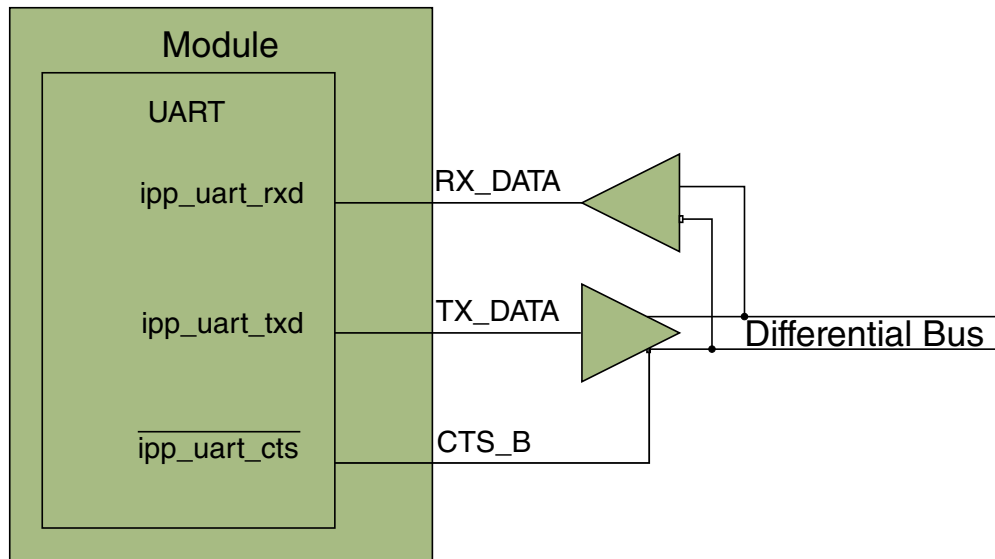 Module
UART
ipp_uart_rxd
RX_DATA
ipp_uart_txd
TX_DATA
Differential Bus
ipp_uart_cts
CTS_B